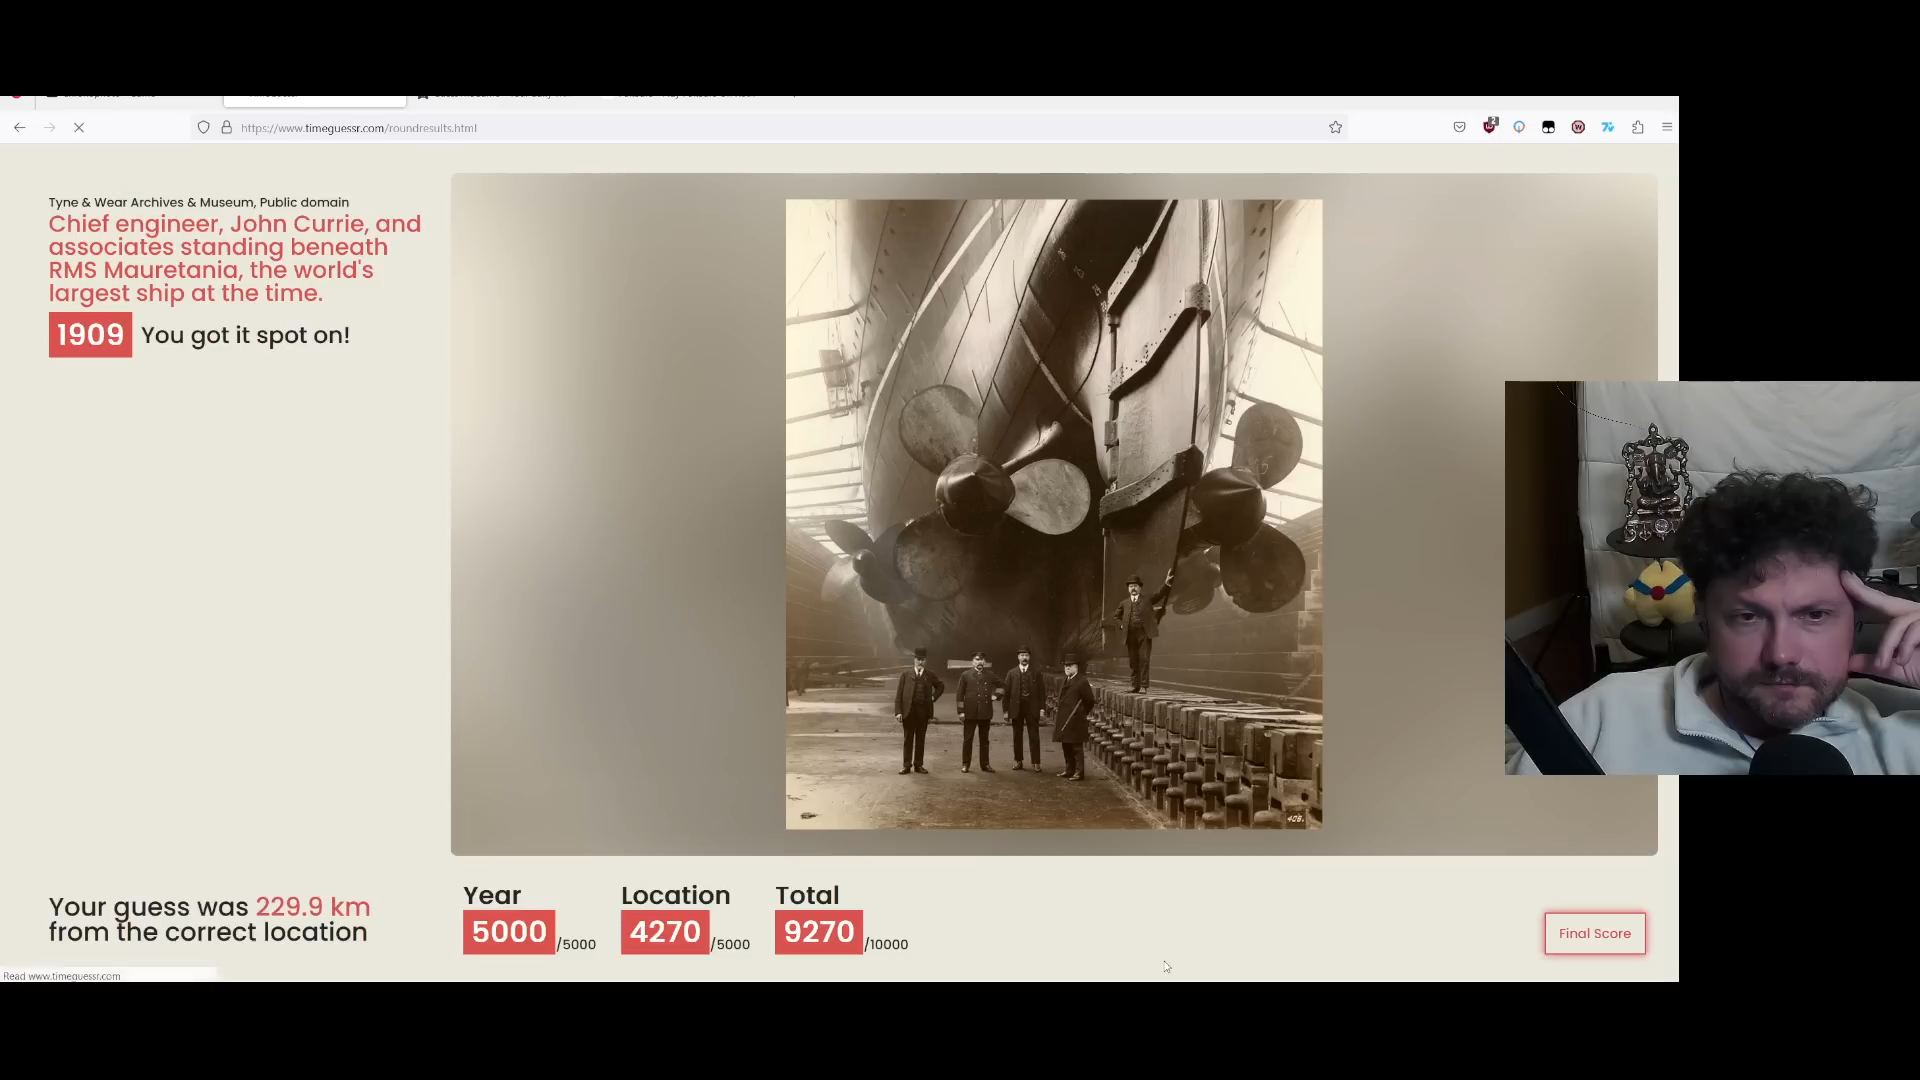 https://www.timeguessr.com/roundresults.html
2
Tyne & Wear Archives & Museum, Public domain
Chief engineer, John Currie, and
associates standing beneath
RMS Mauretania, the world's
largest ship at the time.
1909 You got it spot on!
408.
Your guess was 229.9 km
from the correct location
Year
5000/5000
Location
4270/5000
Total
9270/10000
Final Score
Read www.timeguessr.com